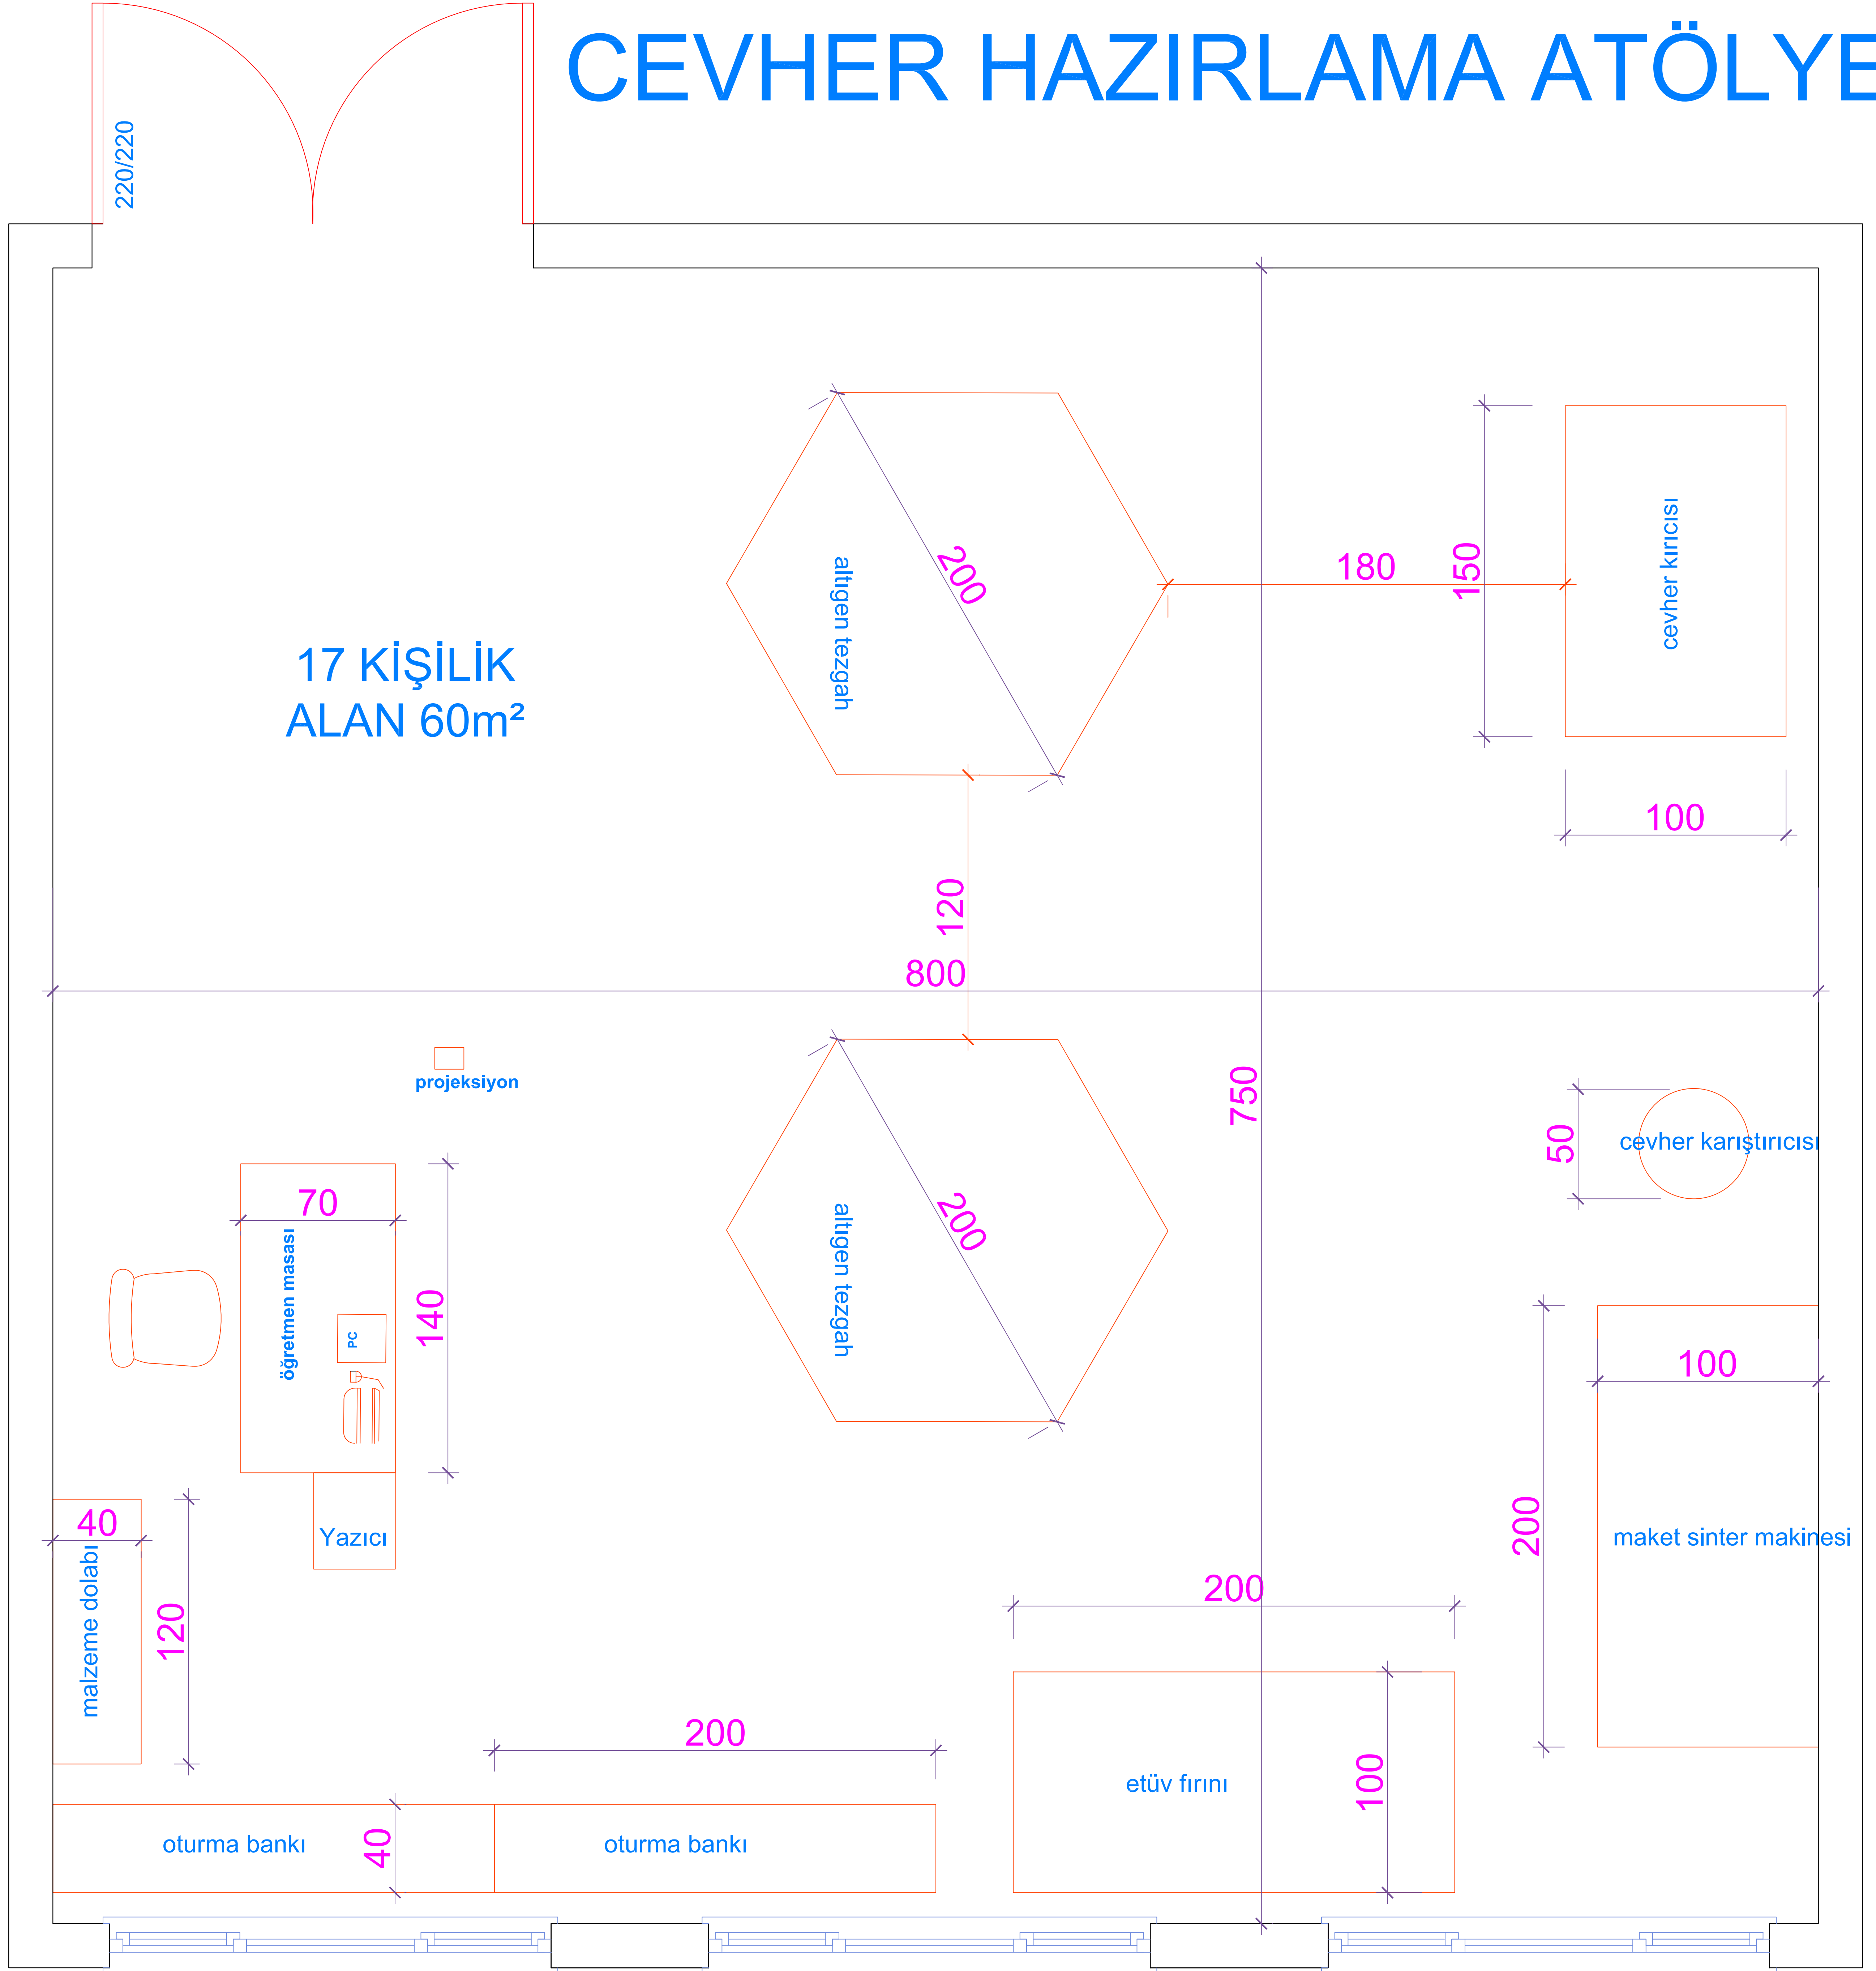 CEVHER HAZIRLAMA ATÖLYE
220/220
200
altıgen tezgah
180
150
cevher kırıcısı
17 KİŞİLİK
ALAN 60m²
100
120
800
projeksiyon
750
50
cevher karıştırıcısı
70
öğretmen masası
140
PC
200
altıgen tezgah
100
40
malzeme dolabı
120
Yazıcı
200
maket sinter makinesi
200
200
etüv fırını
100
oturma bankı
40
oturma bankı